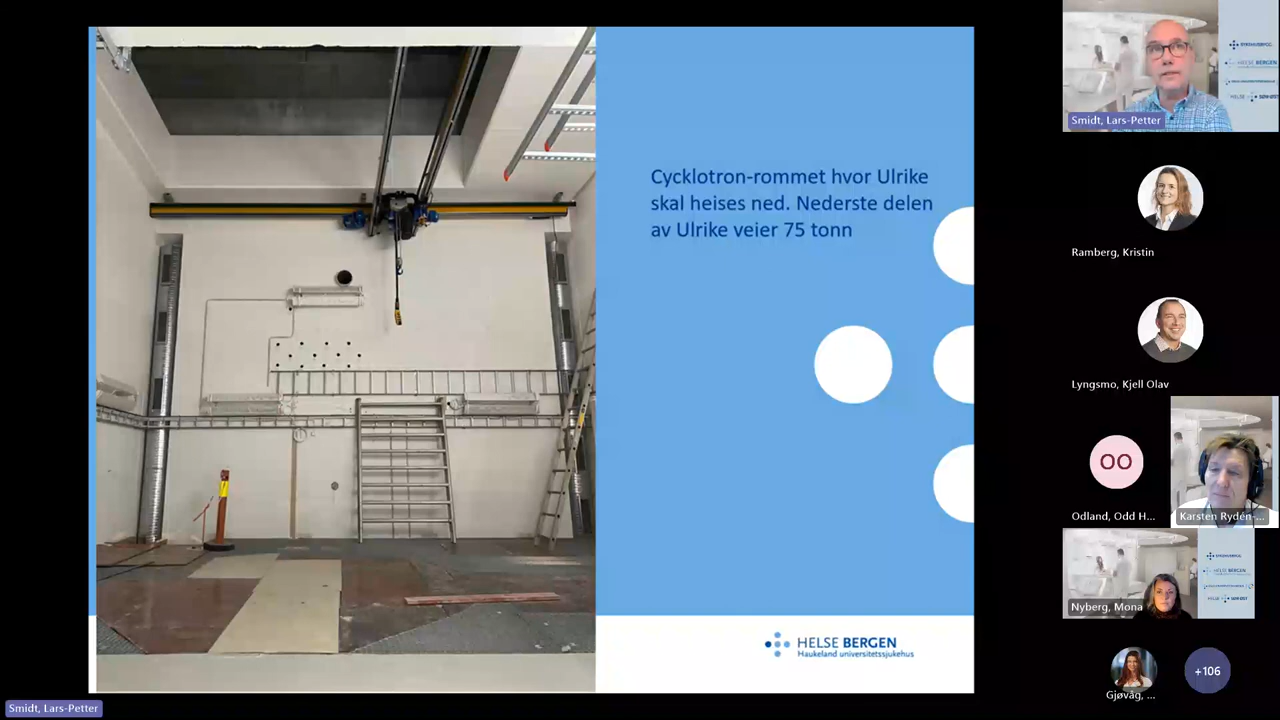 Cycklotron-rommet hvor Ulrike
skal heises ned. Nederste delen
av Ulrike veier 75 tonn
HELSE BERGEN
Haukeland universitetssjukehus
Smidt, Lars-Petter
Ramberg, Kristin
Lyngsmo, Kjell Olav
OO
Odland, Odd H...
Karsten Rydén-...
HELSE BERGEN
Nyberg, Mona
Gjøvåg, ...
+106
Smidt, Lars-Petter